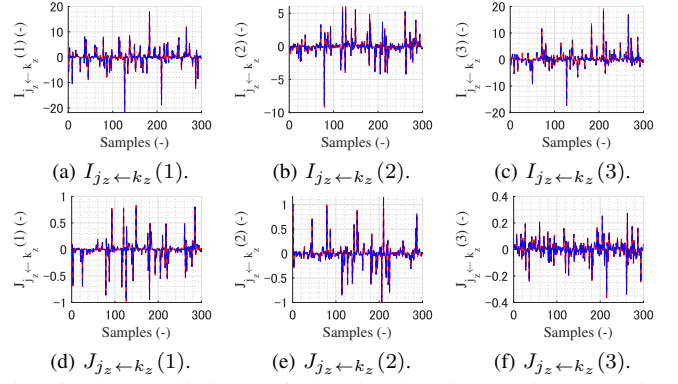 I_{j_z←k_z} (1) (-)
20
10
0
-10
-20
0 100 200 300
Samples (-)
(a) I_{j_z←k_z}(1).
I_{j_z←k_z} (2) (-)
5
0
-5
-10
0 100 200 300
Samples (-)
(b) I_{j_z←k_z}(2).
I_{j_z←k_z} (3) (-)
20
10
0
-10
20
0 100 200 300
Samples (-)
(c) I_{j_z←k_z}(3).
J_{j_z←k_z} (1) (-)
1
0.5
0
-0.5
-1
0 100 200 300
Samples (-)
(d) J_{j_z←k_z}(1).
J_{j_z←k_z} (2) (-)
1
0.5
0
-0.5
-1
0 100 200 300
Samples (-)
(e) J_{j_z←k_z}(2).
J_{j_z←k_z} (3) (-)
0.4
0.2
0
-0.2
-0.4
0 100 200 300
Samples (-)
(f) J_{j_z←k_z}(3).